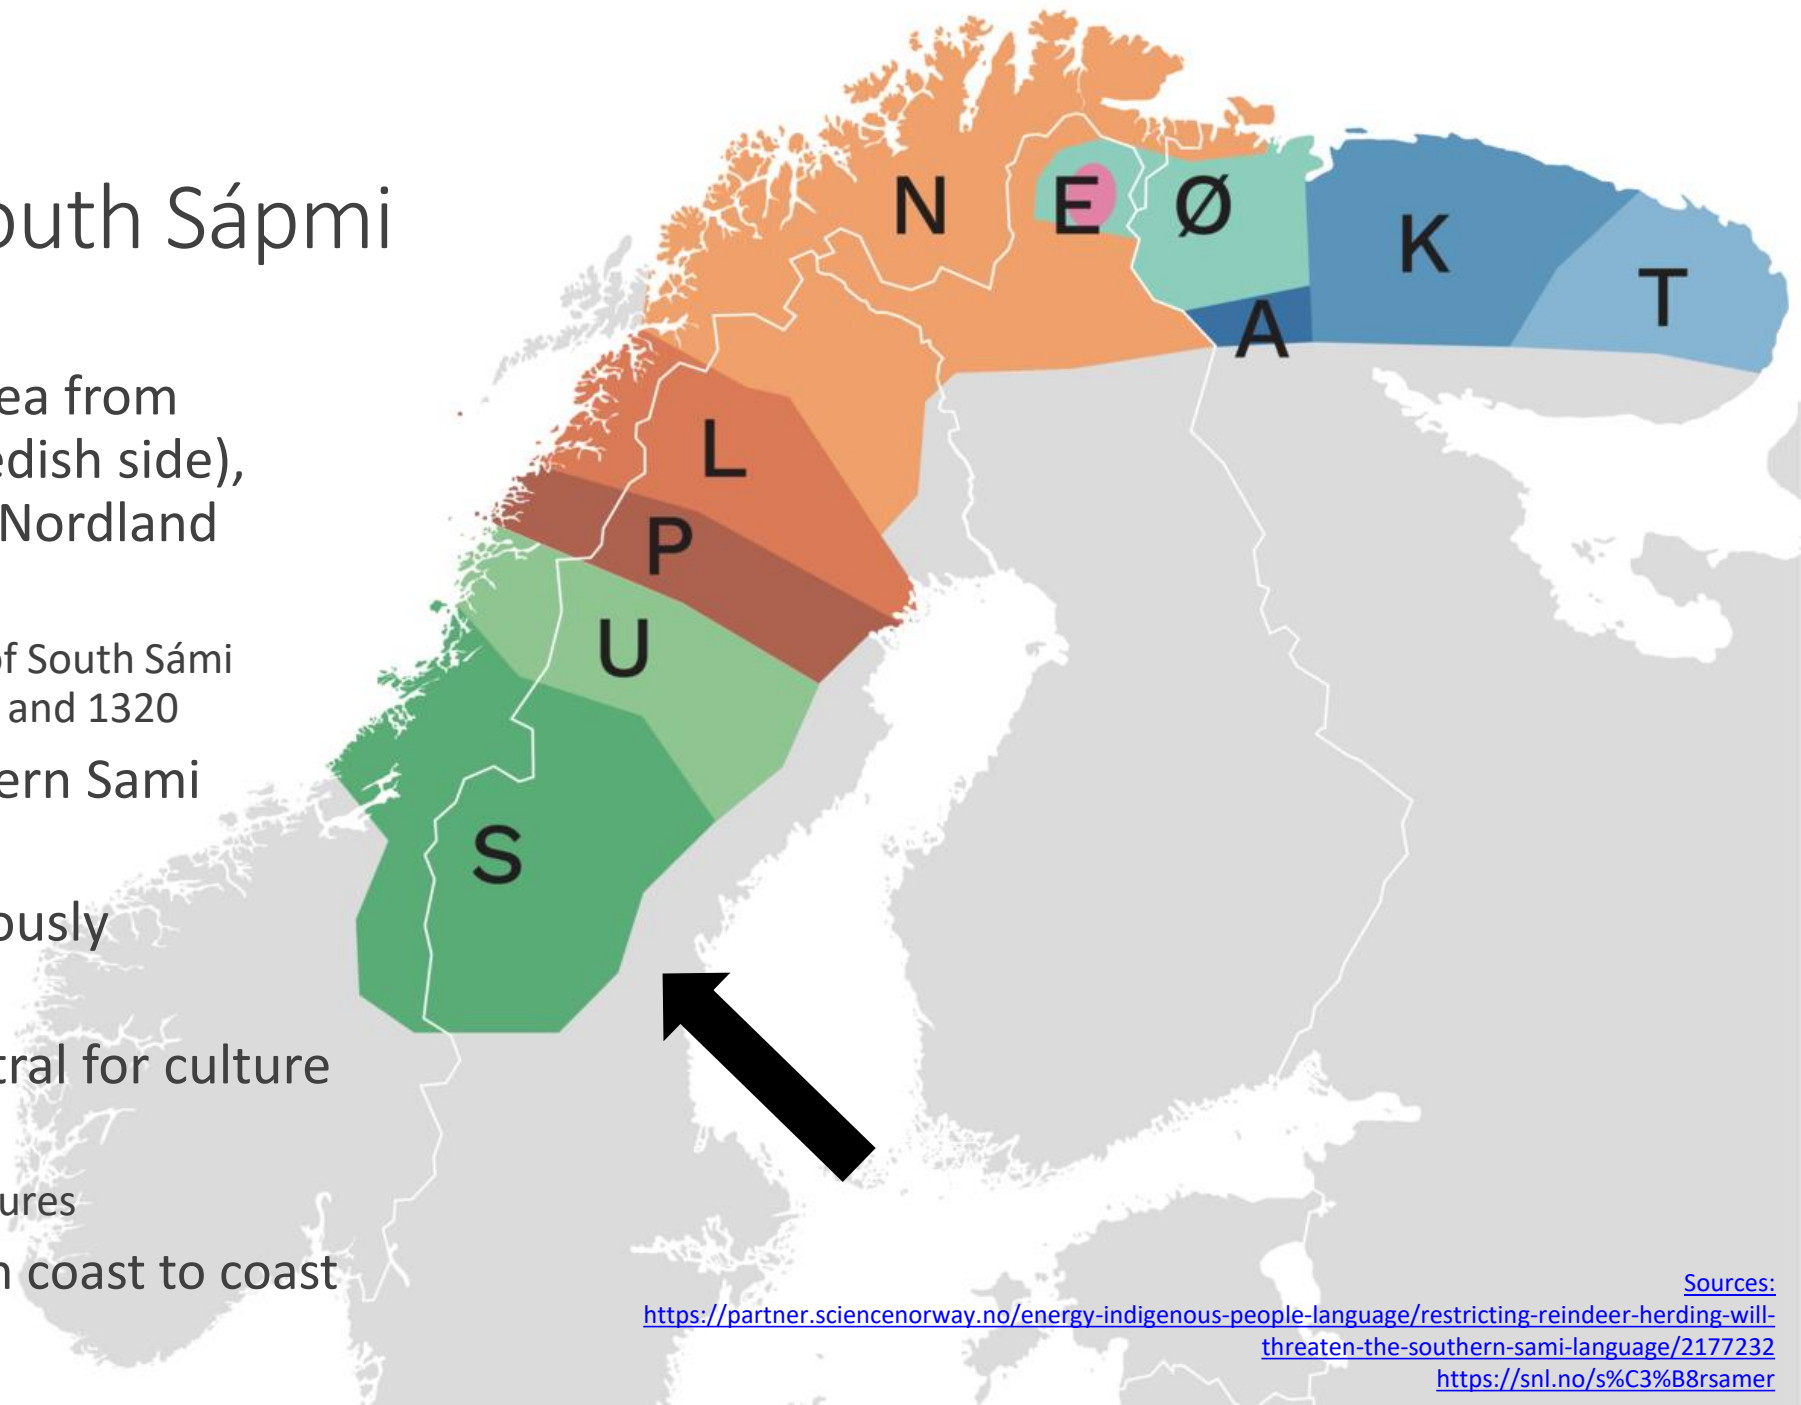 outh Sápmi
ea from
edish side),
Nordland
of South Sámi
and 1320
ern Sami
ously
tral for culture
ures
n coast to coast
N
E
Ø
K
T
A
L
P
U
S
Sources:
https://partner.sciencenorway.no/energy-indigenous-people-language/restricting-reindeer-herding-will-
threaten-the-southern-sami-language/2177232
https://snl.no/s%C3%B8rsamer